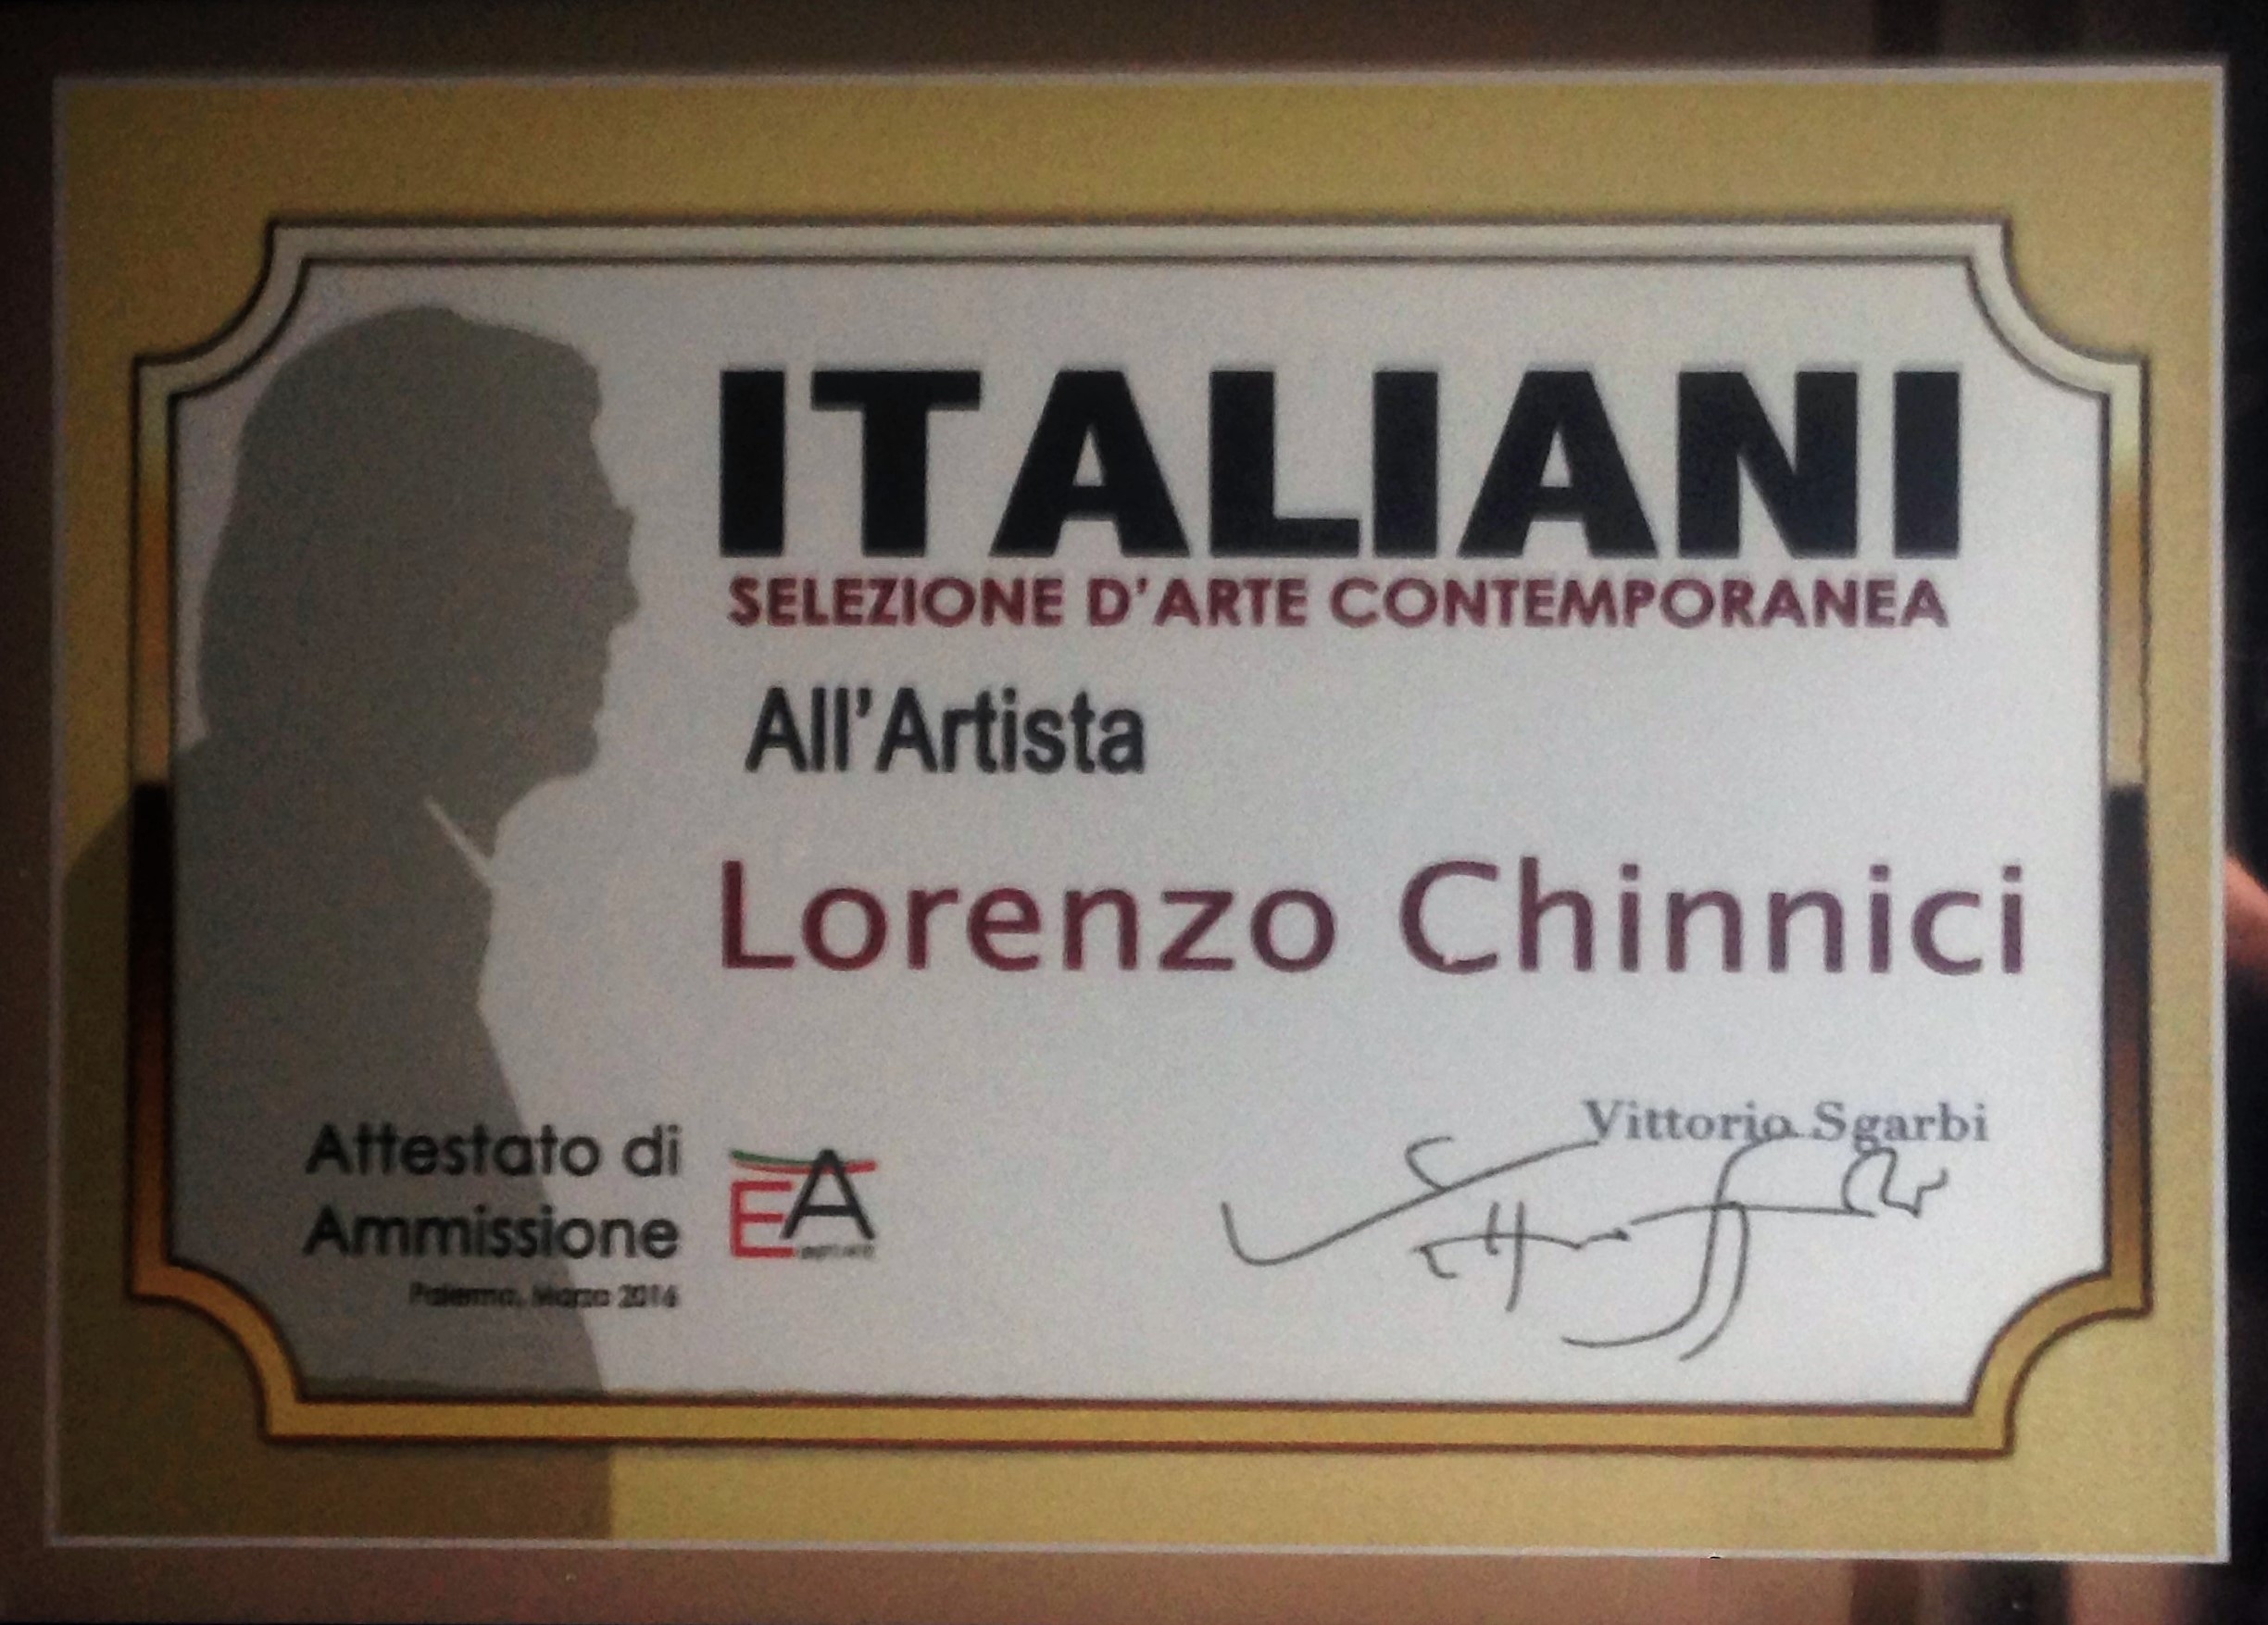 ITALIANI
SELEZIONE D'ARTE CONTEMPORANEA
All'Artista
Lorenzo Chinnici
Vittorio Sgarbi
Attestato di
Ammissione
Palermo, Marzo 2016
EA